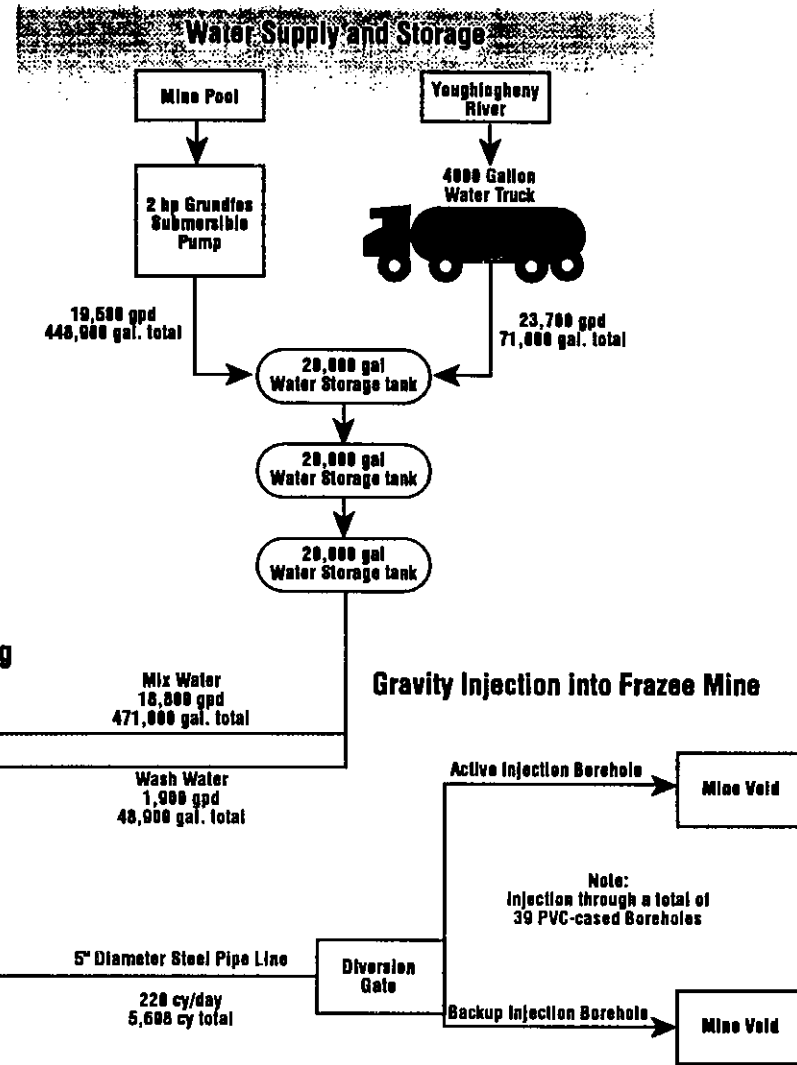 Water Supply and Storage
Mine Pool
Youghiogheny
River
4000 Gallon
Water Truck
2 hp Grundfos
Submersible
Pump
19,500 gpd
448,900 gal. total
23,700 gpd
71,000 gal. total
20,000 gal
Water Storage tank
20,000 gal
Water Storage tank
20,000 gal
Water Storage tank
g
Mix Water
18,800 gpd
471,000 gal. total
Gravity Injection into Frazee Mine
Wash Water
1,900 gpd
48,900 gal. total
Active Injection Borehole
Mine Void
Note:
Injection through a total of
39 PVC-cased Boreholes
5" Diameter Steel Pipe Line
220 cy/day
cy total
Diversion
Gate
Backup Injection Borehole
Mine Void